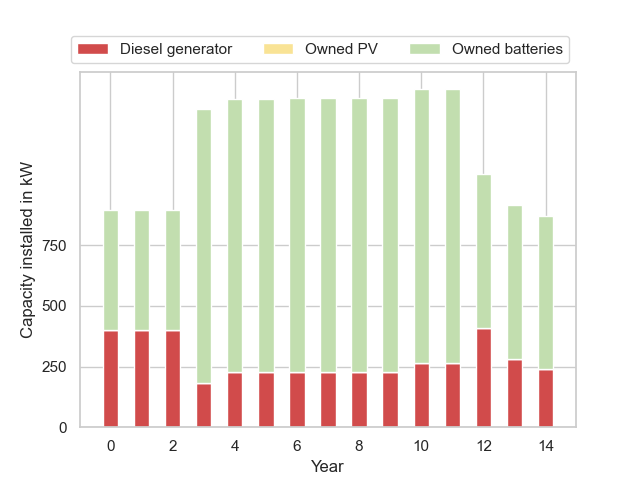 Diesel generator Owned PV Owned batteries
Capacity installed in kW
750
500
250
0
0 2 4 6 8 10 12 14
Year